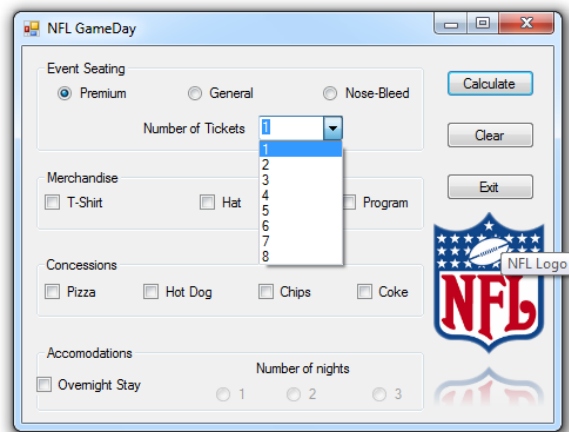 NFL GameDay
Event Seating
Premium General Nose-Bleed
Number of Tickets 1
1
2
3
4
5
6
7
8
Merchandise
T-Shirt Hat Program
Concessions
Pizza Hot Dog Chips Coke
Accomodations
Overnight Stay
Number of nights
1 2 3
Calculate
Clear
Exit
NFL Logo
NFL